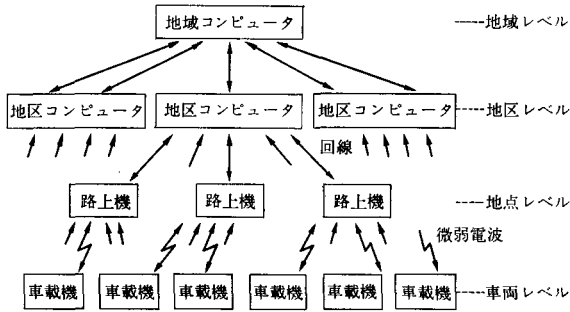 地域コンピュータ -----地域レベル
地区コンピュータ 地区コンピュータ 地区コンピュータ -----地区レベル
回線
路上機 路上機 路上機 -----地点レベル
微弱電波
車載機 車載機 車載機 車載機 車載機 車載機 -----車両レベル